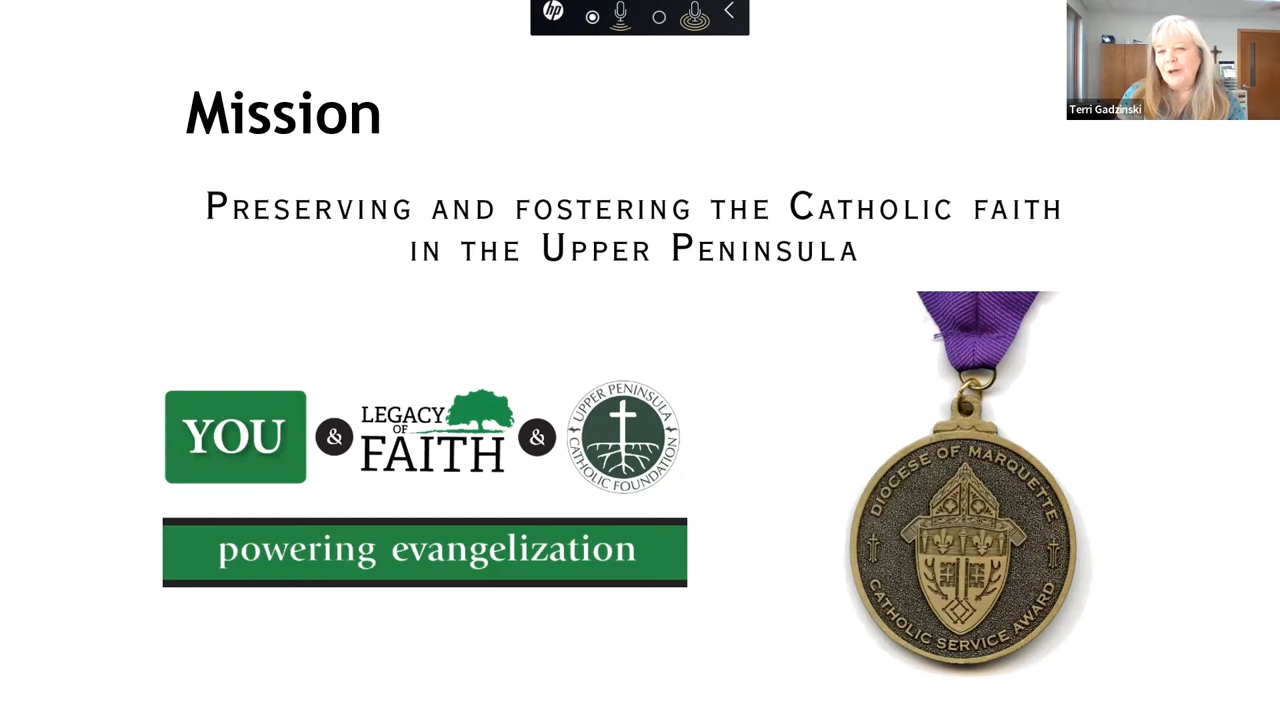 hp
Terri Gadzinski
Mission
PRESERVING AND FOSTERING THE CATHOLIC FAITH
IN THE UPPER PENINSULA
YOU & LEGACY OF FAITH & UPPER PENINSULA CATHOLIC FOUNDATION
powering evangelization
DIOCESE OF MARQUETTE
CATHOLIC SERVICE AWARD